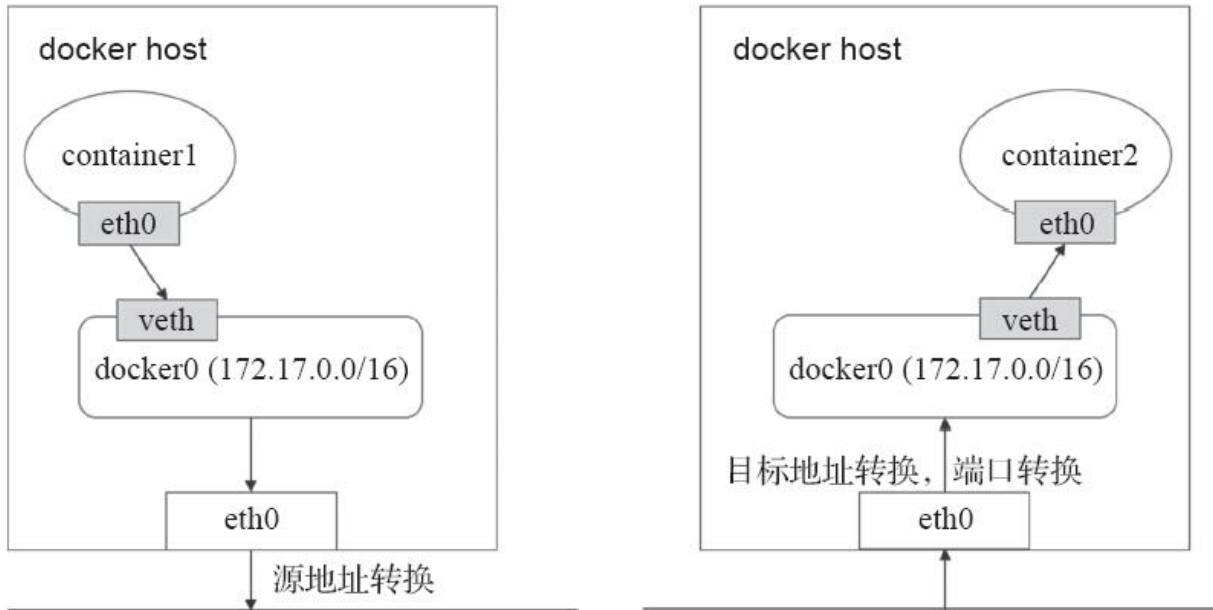 docker host
container1
eth0
veth
docker0 (172.17.0.0/16)
eth0
源地址转换
docker host
container2
eth0
veth
docker0 (172.17.0.0/16)
目标地址转换，端口转换
eth0